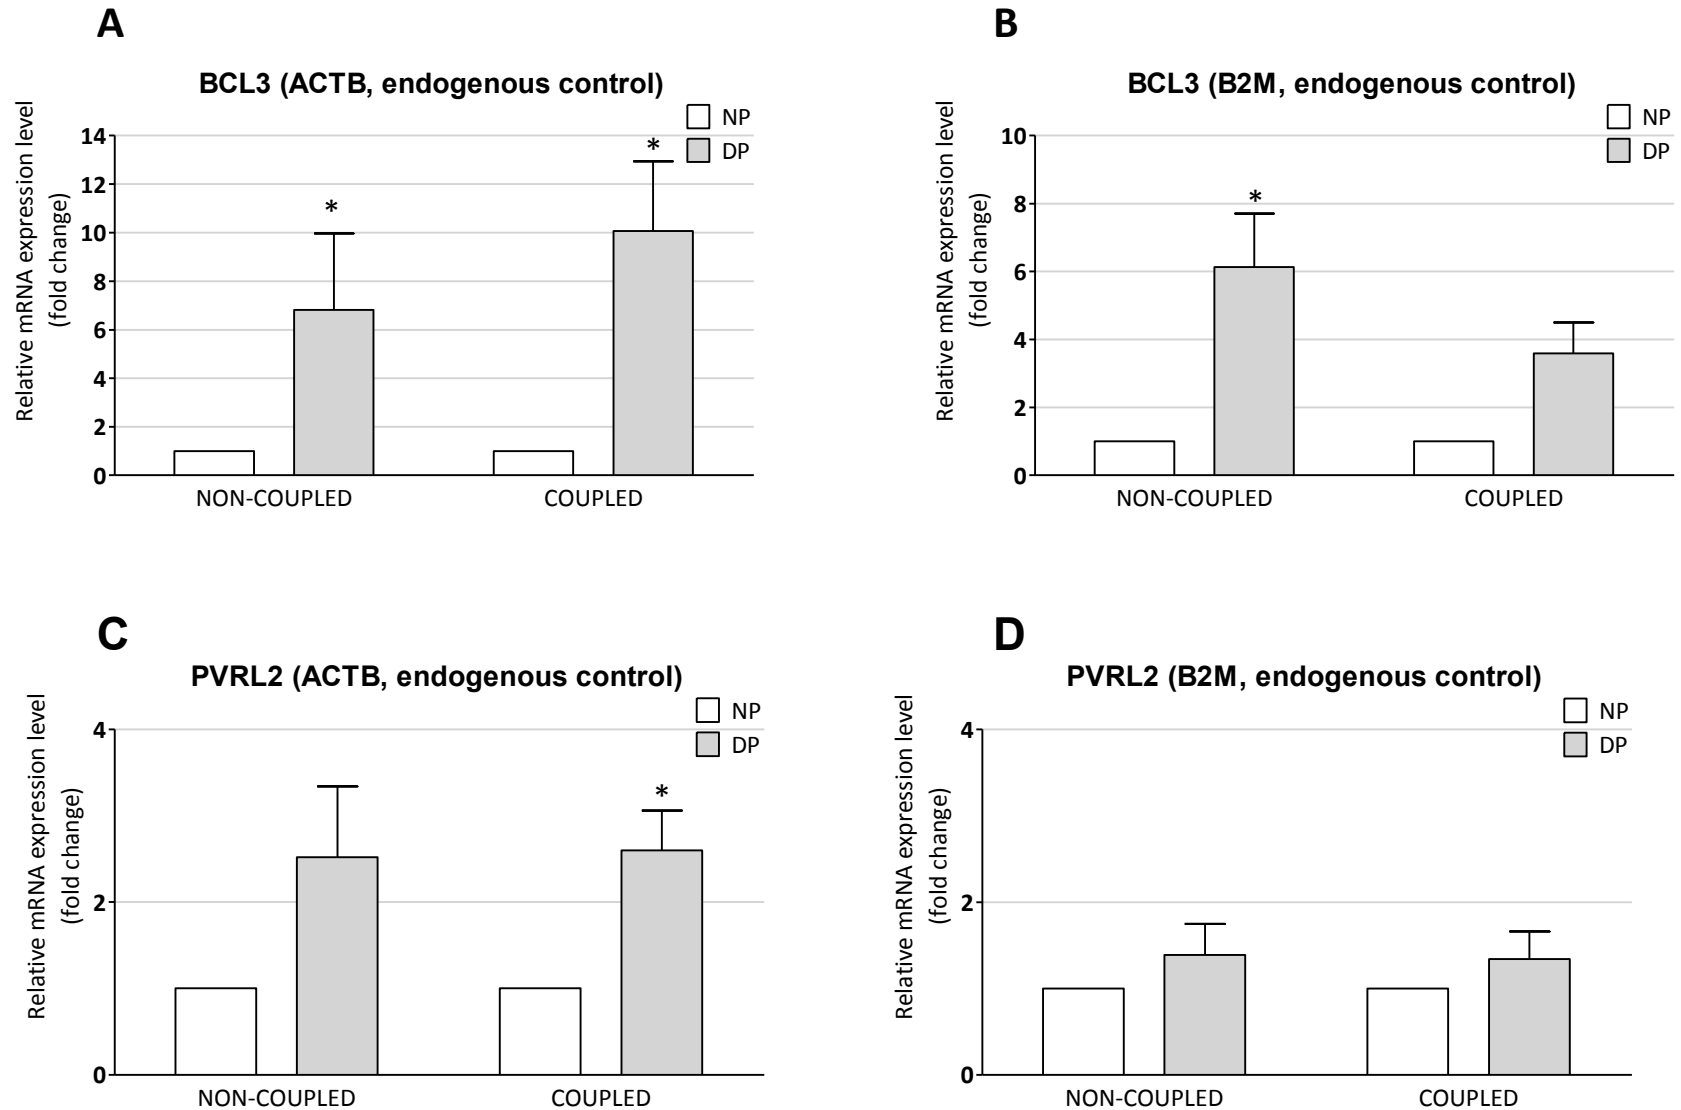 A
BCL3 (ACTB, endogenous control)
NP
DP
Relative mRNA expression level
(fold change)
14
12
10
8
6
4
2
0
*
*
NON-COUPLED
COUPLED
B
BCL3 (B2M, endogenous control)
NP
DP
Relative mRNA expression level
(fold change)
10
8
6
4
2
0
*
NON-COUPLED
COUPLED
C
PVRL2 (ACTB, endogenous control)
NP
DP
Relative mRNA expression level
(fold change)
4
2
0
*
NON-COUPLED
COUPLED
D
PVRL2 (B2M, endogenous control)
NP
DP
Relative mRNA expression level
(fold change)
4
2
0
NON-COUPLED
COUPLED